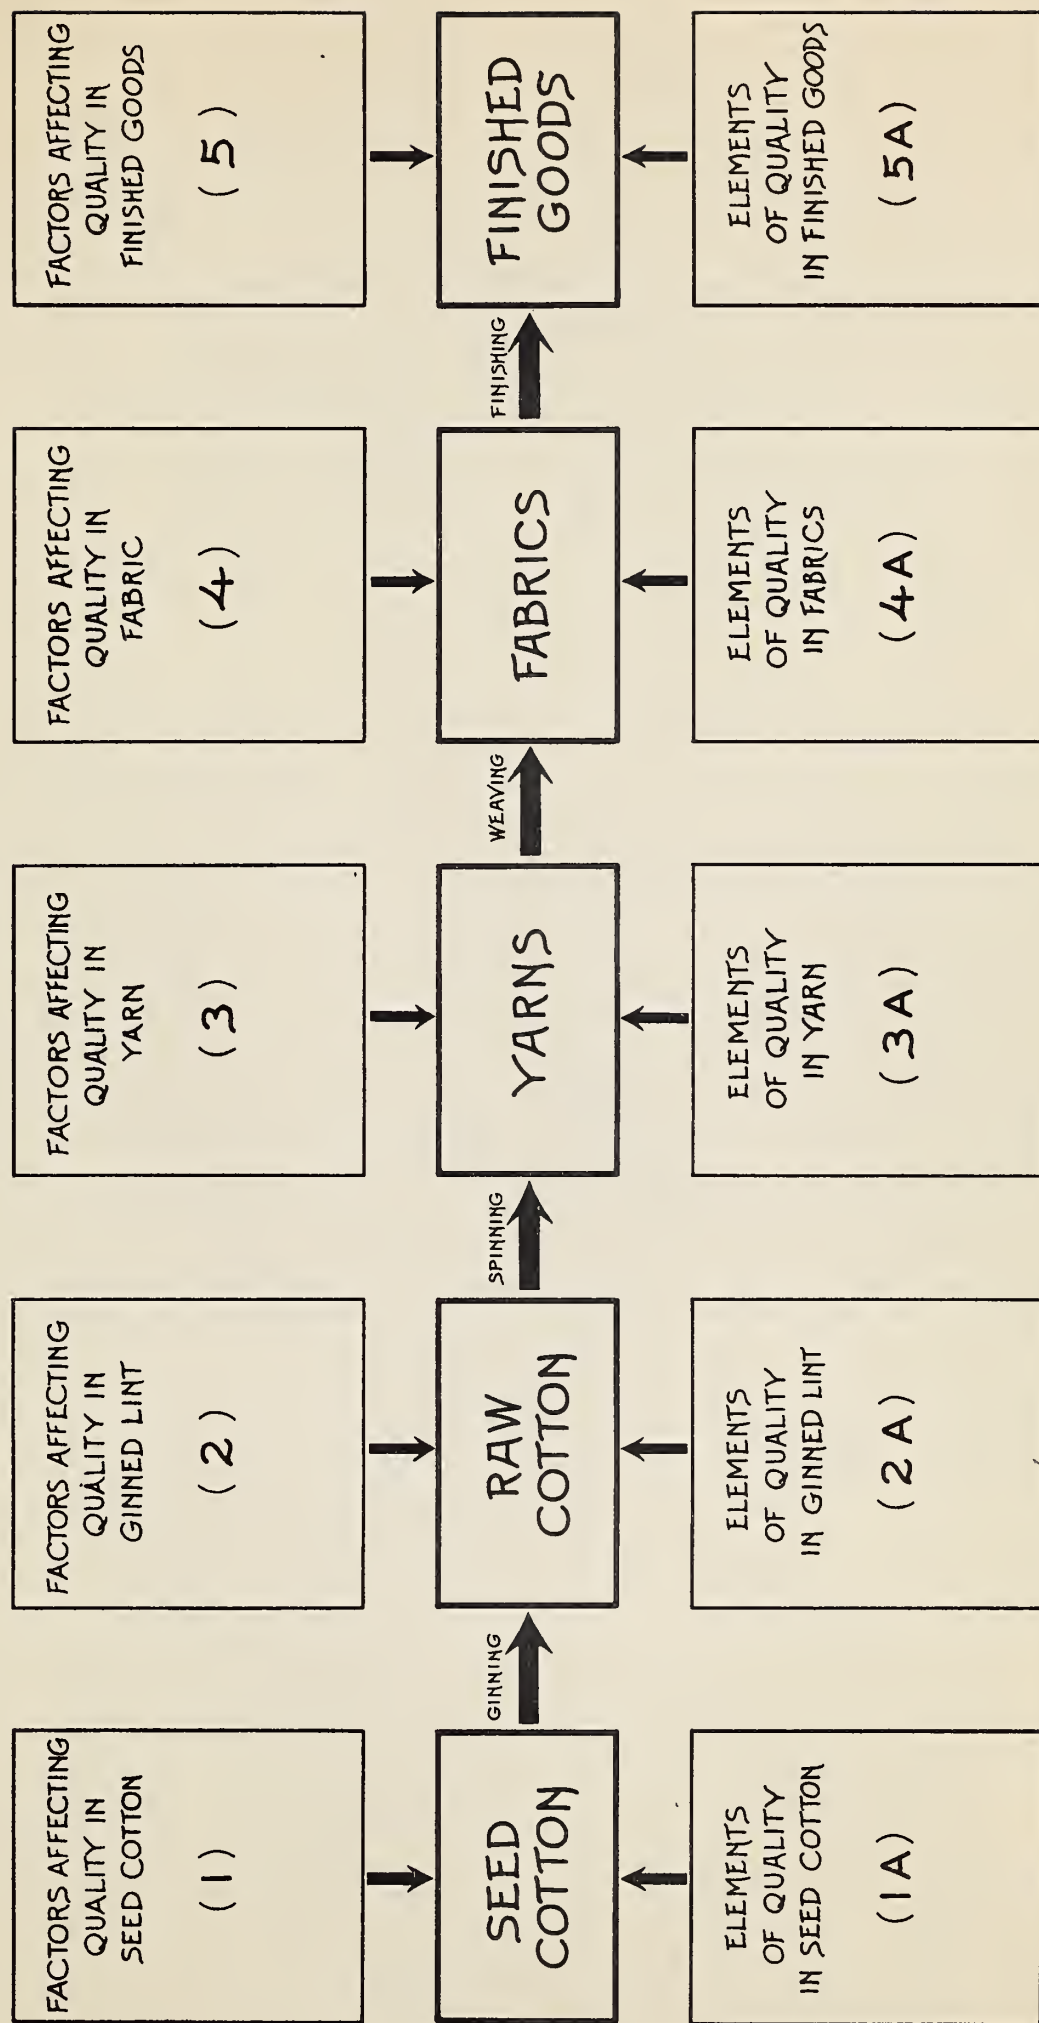 FACTORS AFFECTING
QUALITY IN
SEED COTTON
(1)
FACTORS AFFECTING
QUALITY IN
GINNED LINT
(2)
FACTORS AFFECTING
QUALITY IN
YARN
(3)
FACTORS AFFECTING
QUALITY IN
FABRIC
(4)
FACTORS AFFECTING
QUALITY IN
FINISHED GOODS
(5)
SEED
COTTON
GINNING
RAW
COTTON
SPINNING
YARNS
WEAVING
FABRICS
FINISHING
FINISHED
GOODS
ELEMENTS
OF QUALITY
IN SEED COTTON
(1A)
ELEMENTS
OF QUALITY
IN GINNED LINT
(2A)
ELEMENTS
OF QUALITY
IN YARN
(3A)
ELEMENTS
OF QUALITY
IN FABRICS
(4A)
ELEMENTS
OF QUALITY
IN FINISHED GOODS
(5A)